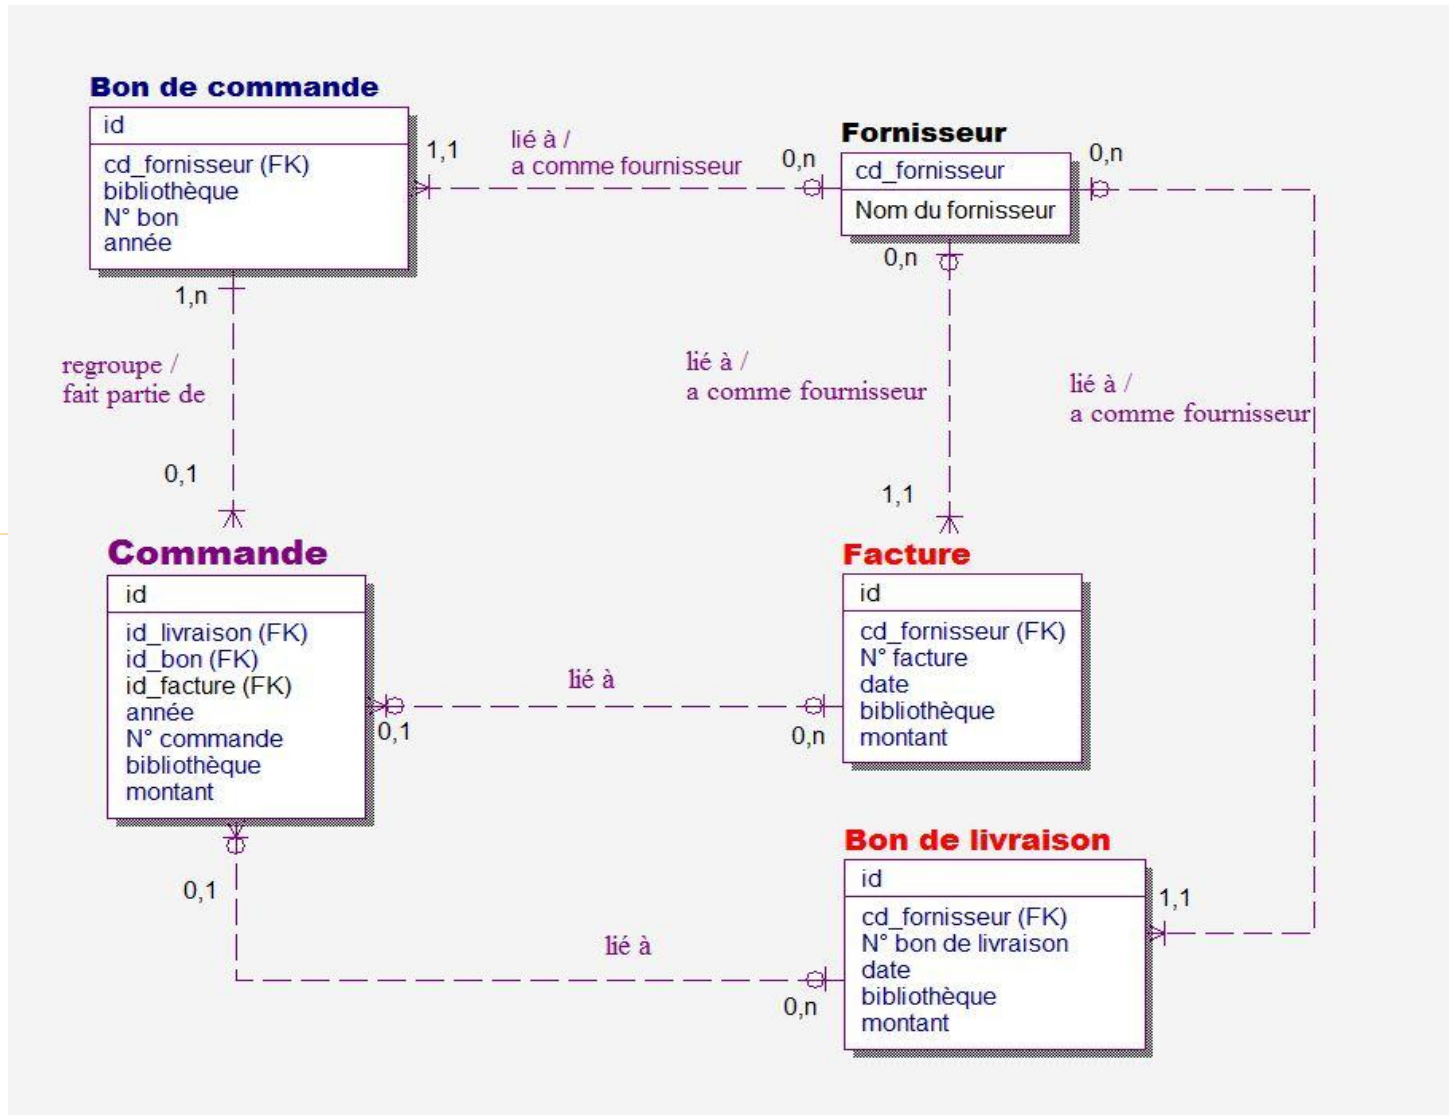 Bon de commande
id
cd_fornisseur (FK)
bibliothèque
N° bon
année
1,1
lié à /
a comme fournisseur
0,n
Fornisseur
cd_fornisseur
Nom du fornisseur
0,n
0,n
1,n
regroupe /
fait partie de
0,1
lié à /
a comme fournisseur
1,1
lié à /
a comme fournisseur
Commande
id
id_livraison (FK)
id_bon (FK)
id_facture (FK)
année
N° commande
bibliothèque
montant
0,1
lié à
0,n
Facture
id
cd_fornisseur (FK)
N° facture
date
bibliothèque
montant
0,1
lié à
0,n
Bon de livraison
id
cd_fornisseur (FK)
N° bon de livraison
date
bibliothèque
montant
1,1